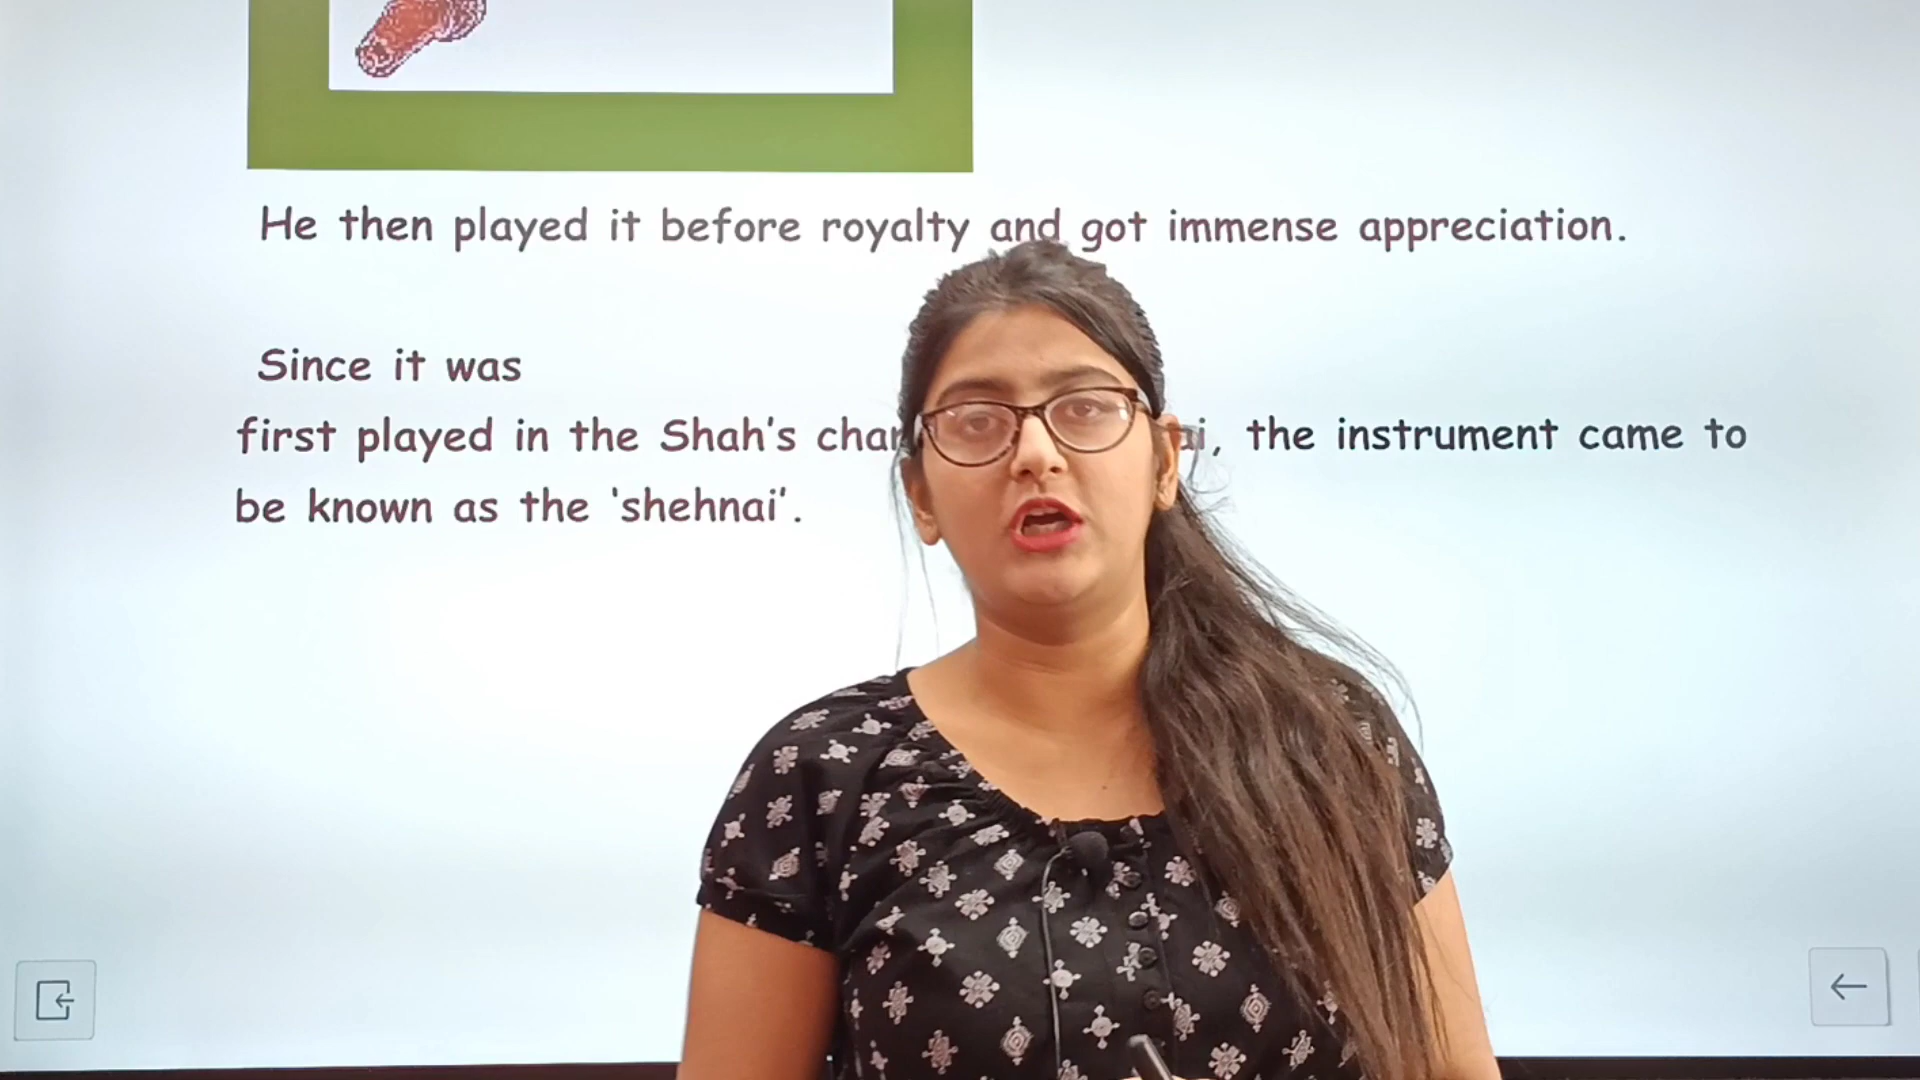 He then played it before royalty and got immense appreciation.
Since it was
first played in the Shah's the instrument came to
be known as the 'shehnai'.